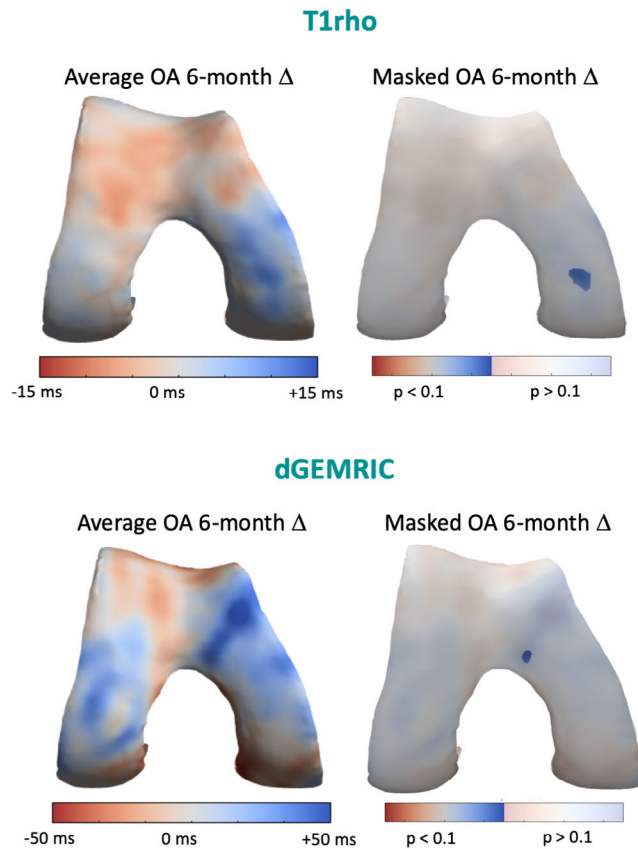 T1rho
Average OA 6-month Δ Masked OA 6-month Δ
-15 ms 0 ms +15 ms p < 0.1 p > 0.1
dGEMRIC
Average OA 6-month Δ Masked OA 6-month Δ
-50 ms 0 ms +50 ms p < 0.1 p > 0.1